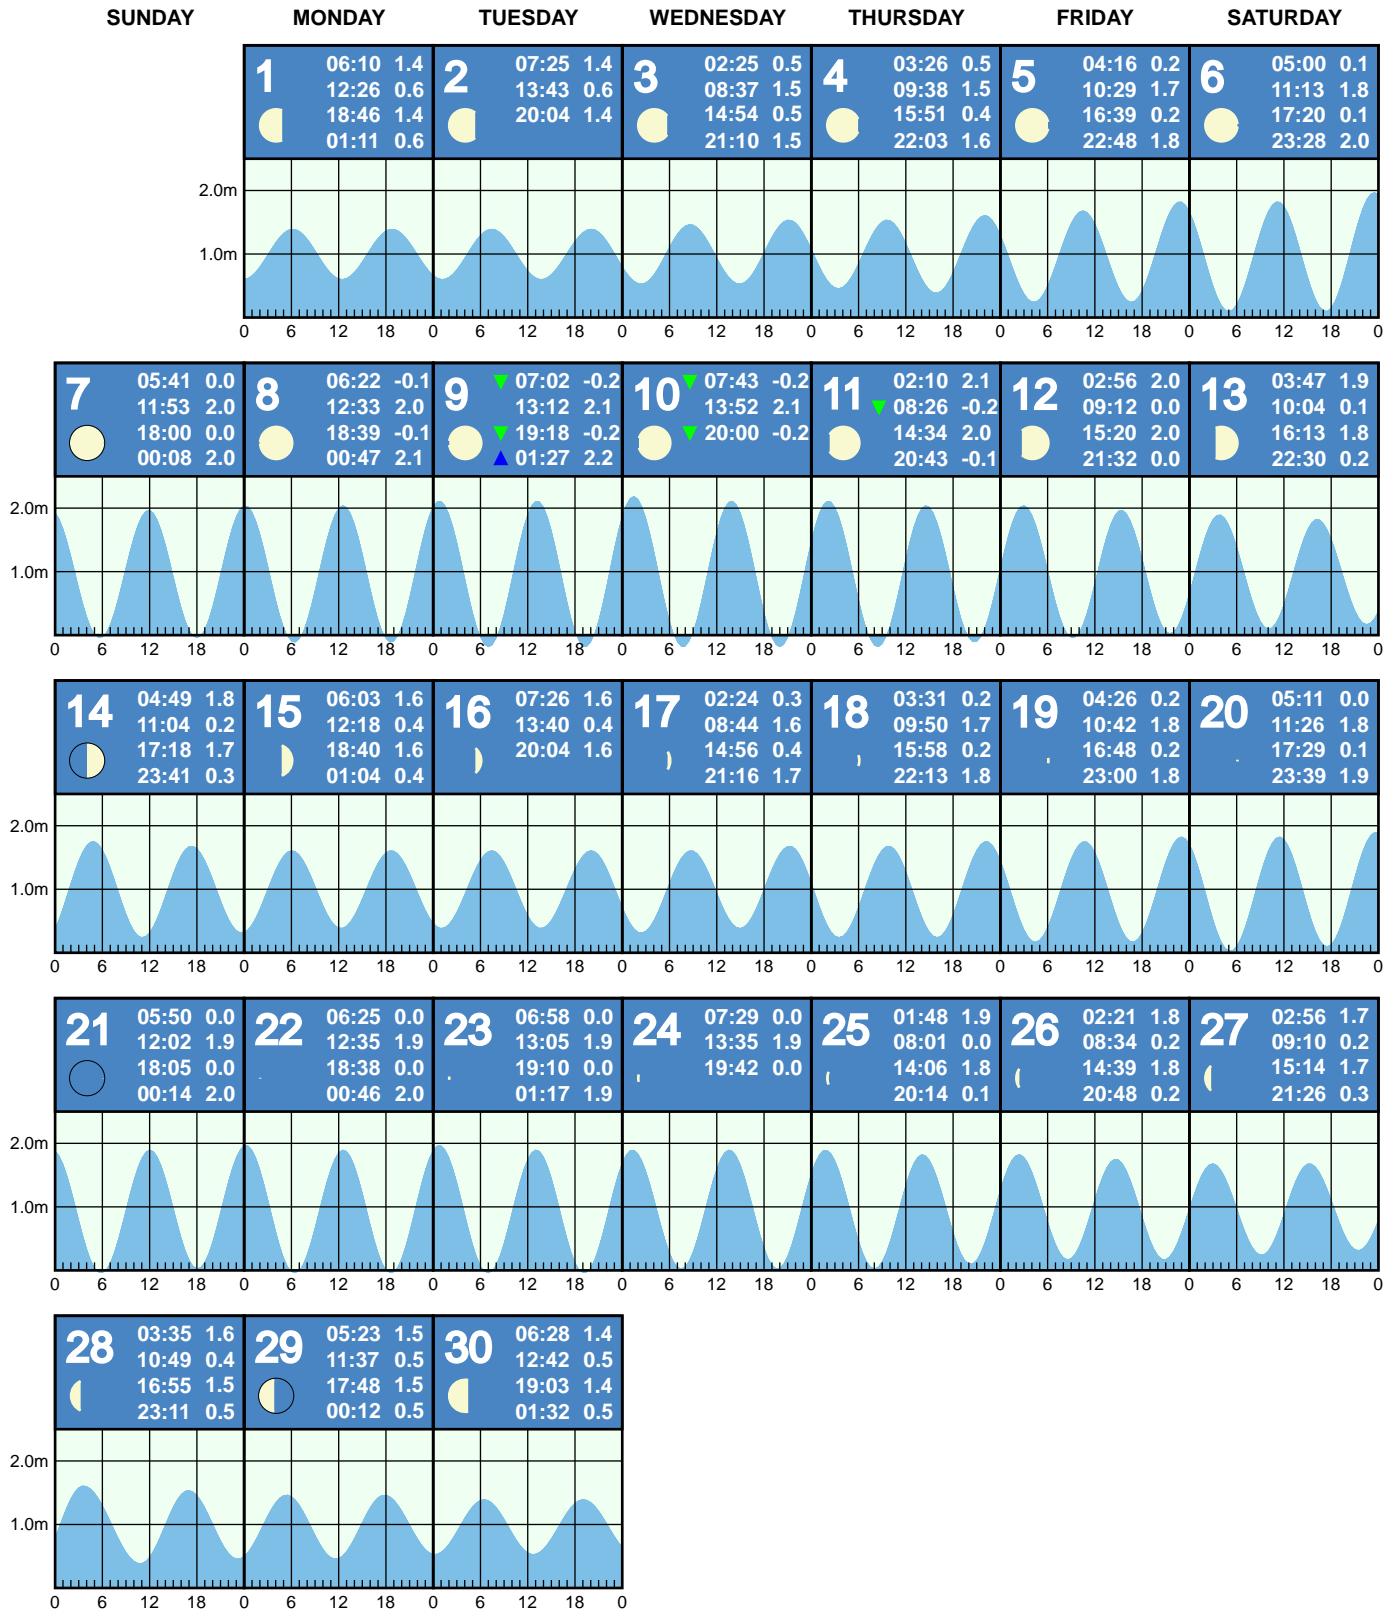 SUNDAY MONDAY TUESDAY WEDNESDAY THURSDAY FRIDAY SATURDAY
1 06:10 1.4
12:26 0.6
18:46 1.4
01:11 0.6
2 07:25 1.4
13:43 0.6
20:04 1.4
3 02:25 0.5
08:37 1.5
14:54 0.5
21:10 1.5
4 03:26 0.5
09:38 1.5
15:51 0.4
22:03 1.6
5 04:16 0.2
10:29 1.7
16:39 0.2
22:48 1.8
6 05:00 0.1
11:13 1.8
17:20 0.1
23:28 2.0
2.0m
1.0m
0 6 12 18 0 6 12 18 0 6 12 18 0 6 12 18 0 6 12 18 0 6 12 18 0
7 05:41 0.0
11:53 2.0
18:00 0.0
00:08 2.0
8 06:22 -0.1
12:33 2.0
18:39 -0.1
00:47 2.1
9 07:02 -0.2
13:12 2.1
19:18 -0.2
01:27 2.2
10 07:43 -0.2
13:52 2.1
20:00 -0.2
11 02:10 2.1
08:26 -0.2
14:34 2.0
20:43 -0.1
12 02:56 2.0
09:12 0.0
15:20 2.0
21:32 0.0
13 03:47 1.9
10:04 0.1
16:13 1.8
22:30 0.2
2.0m
1.0m
0 6 12 18 0 6 12 18 0 6 12 18 0 6 12 18 0 6 12 18 0 6 12 18 0 6 12 18 0
14 04:49 1.8
11:04 0.2
17:18 1.7
23:41 0.3
15 06:03 1.6
12:18 0.4
18:40 1.6
01:04 0.4
16 07:26 1.6
13:40 0.4
20:04 1.6
17 02:24 0.3
08:44 1.6
14:56 0.4
21:16 1.7
18 03:31 0.2
09:50 1.7
15:58 0.2
22:13 1.8
19 04:26 0.2
10:42 1.8
16:48 0.2
23:00 1.8
20 05:11 0.0
11:26 1.8
17:29 0.1
23:39 1.9
2.0m
1.0m
0 6 12 18 0 6 12 18 0 6 12 18 0 6 12 18 0 6 12 18 0 6 12 18 0 6 12 18 0
21 05:50 0.0
12:02 1.9
18:05 0.0
00:14 2.0
22 06:25 0.0
12:35 1.9
18:38 0.0
00:46 2.0
23 06:58 0.0
13:05 1.9
19:10 0.0
01:17 1.9
24 07:29 0.0
13:35 1.9
19:42 0.0
25 01:48 1.9
08:01 0.0
14:06 1.8
20:14 0.1
26 02:21 1.8
08:34 0.2
14:39 1.8
20:48 0.2
27 02:56 1.7
09:10 0.2
15:14 1.7
21:26 0.3
2.0m
1.0m
0 6 12 18 0 6 12 18 0 6 12 18 0 6 12 18 0 6 12 18 0 6 12 18 0 6 12 18 0
28 03:35 1.6
10:49 0.4
16:55 1.5
23:11 0.5
29 05:23 1.5
11:37 0.5
17:48 1.5
00:12 0.5
30 06:28 1.4
12:42 0.5
19:03 1.4
01:32 0.5
2.0m
1.0m
0 6 12 18 0 6 12 18 0 6 12 18 0